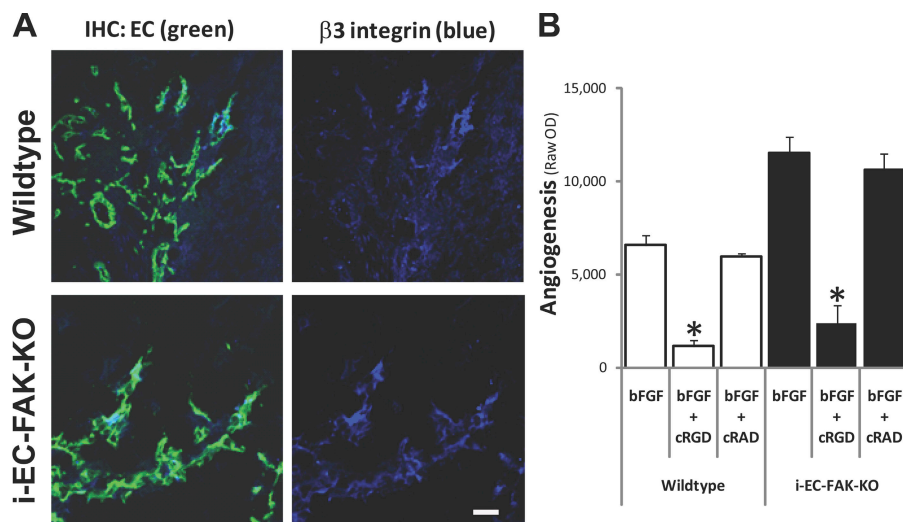 A
IHC: EC (green)
β3 integrin (blue)
Wildtype
i-EC-FAK-KO
B
Angiogenesis (Raw OD)
15,000
10,000
5,000
0
*
*
bFGF
bFGF
+
cRGD
bFGF
+
cRAD
bFGF
bFGF
+
cRGD
bFGF
+
cRAD
Wildtype
i-EC-FAK-KO